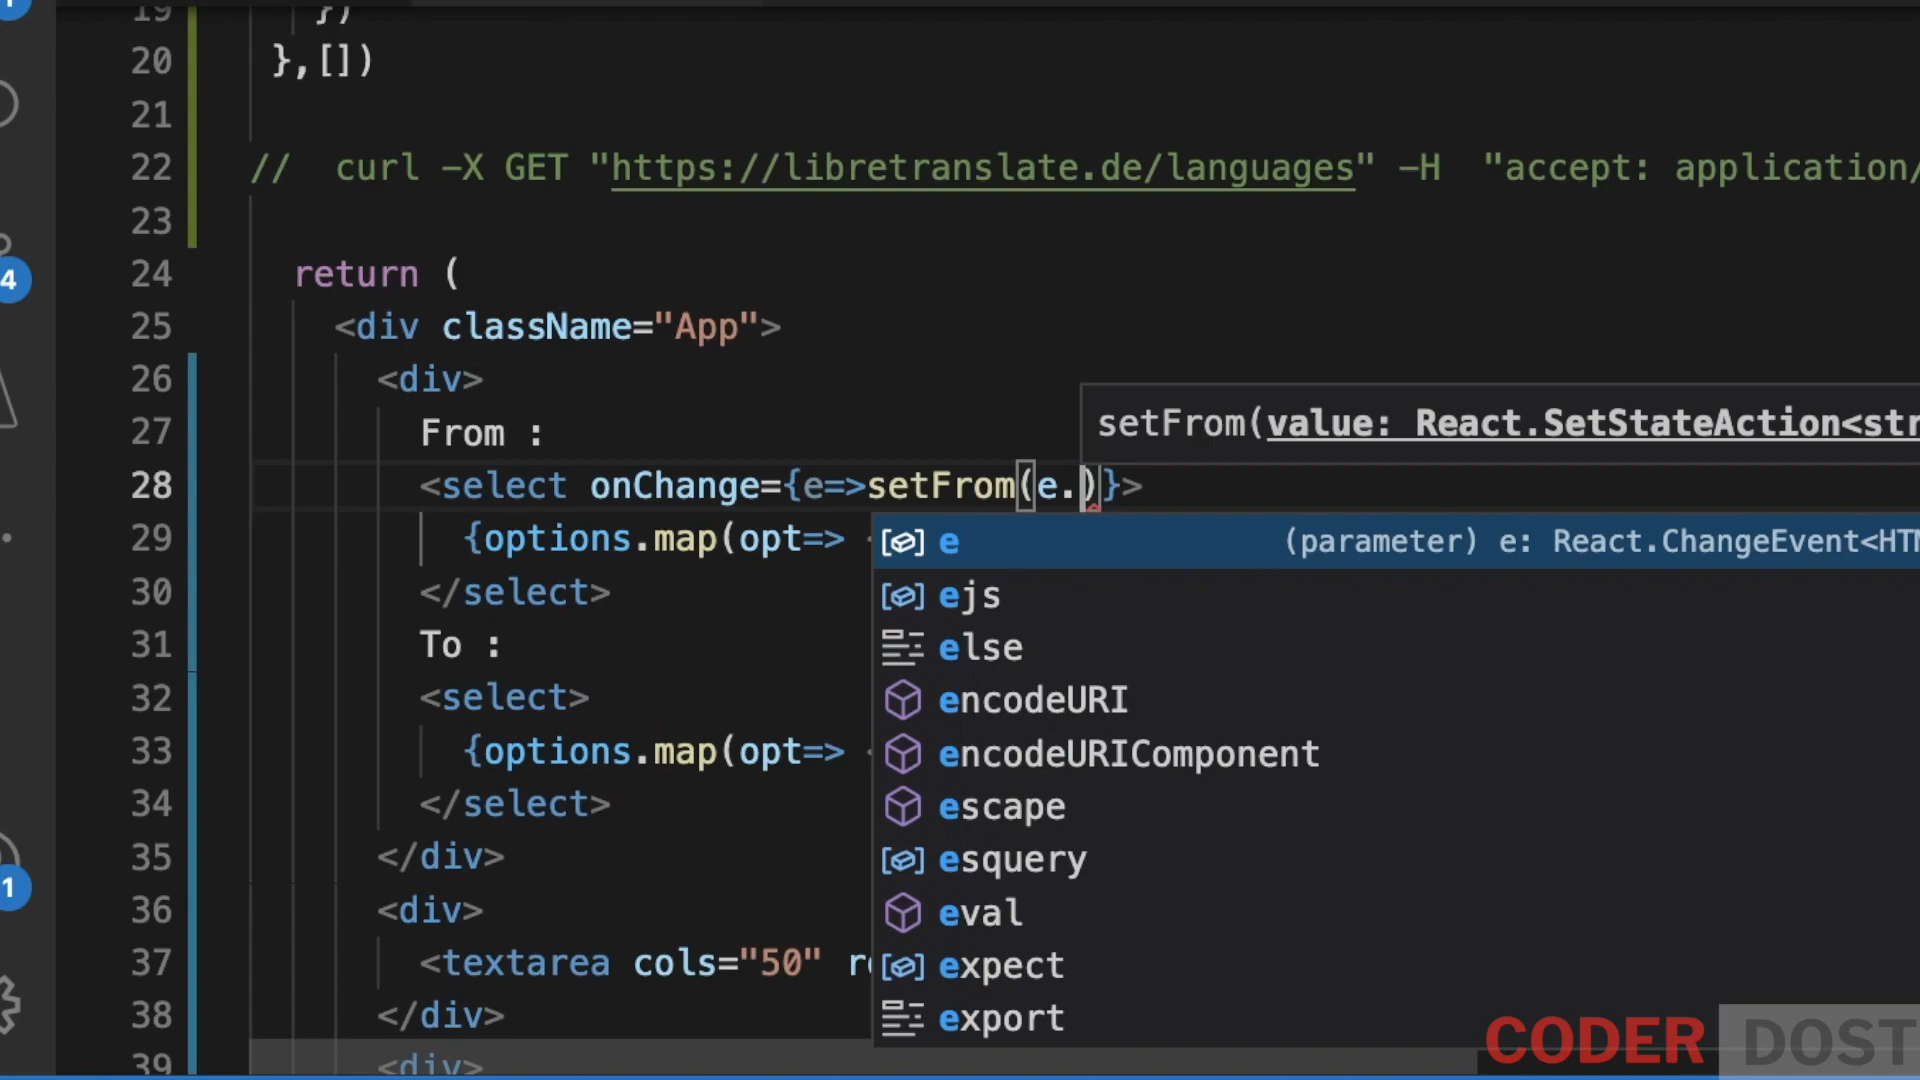 19 })
20 },[])
21
22 //  curl -X GET "https://libretranslate.de/languages" -H  "accept: application/
23
24 return (
25 <div className="App">
26 <div>
27 From :
28 <select onChange={e=>setFrom(e.)}>
29 {options.map(opt=>
30 </select>
31 To :
32 <select>
33 {options.map(opt=>
34 </select>
35 </div>
36 <div>
37 <textarea cols="50"
38 </div>
39 <div>
setFrom(value: React.SetStateAction<str
e (parameter) e: React.ChangeEvent<HTM
ejs
else
encodeURI
encodeURIComponent
escape
esquery
eval
expect
export
1
4
1
CODER DOST